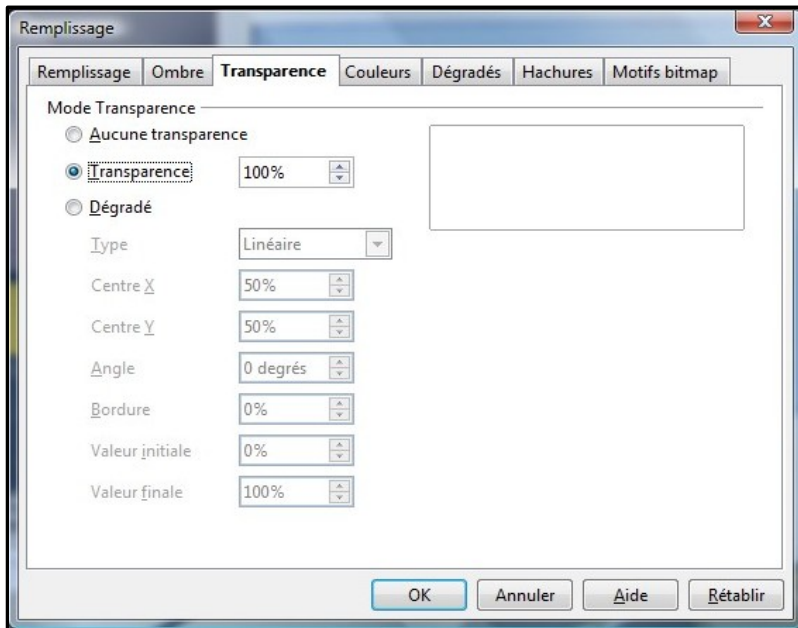 Remplissage
Remplissage Ombre Transparence Couleurs Dégradés Hachures Motifs bitmap
Mode Transparence
Aucune transparence
Transparence 100%
Dégradé
Type Linéaire
Centre X 50%
Centre Y 50%
Angle 0 degrés
Bordure 0%
Valeur initiale 0%
Valeur finale 100%
OK Annuler Aide Rétablir